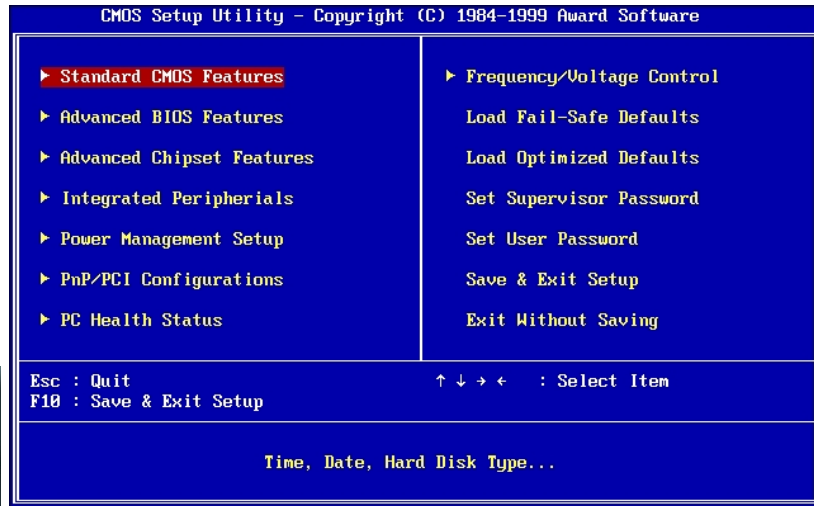 CMOS Setup Utility - Copyright (C) 1984-1999 Award Software
► Standard CMOS Features
► Advanced BIOS Features
► Advanced Chipset Features
► Integrated Peripherials
► Power Management Setup
► PnP/PCI Configurations
► PC Health Status
► Frequency/Voltage Control
Load Fail-Safe Defaults
Load Optimized Defaults
Set Supervisor Password
Set User Password
Save & Exit Setup
Exit Without Saving
Esc : Quit
F10 : Save & Exit Setup
↑ ↓ → ← : Select Item
Time, Date, Hard Disk Type...